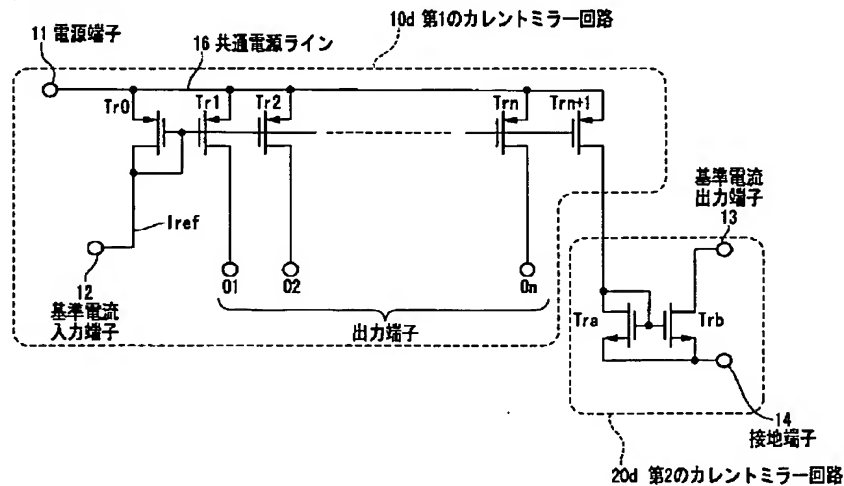 10d 第1のカレントミラー回路
11 電源端子
16 共通電源ライン
Tr0
Tr1
Tr2
Trn
Trn+1
Iref
12
基準電流
入力端子
01
02
0n
出力端子
基準電流
出力端子
13
Tra
Trb
14
接地端子
20d 第2のカレントミラー回路